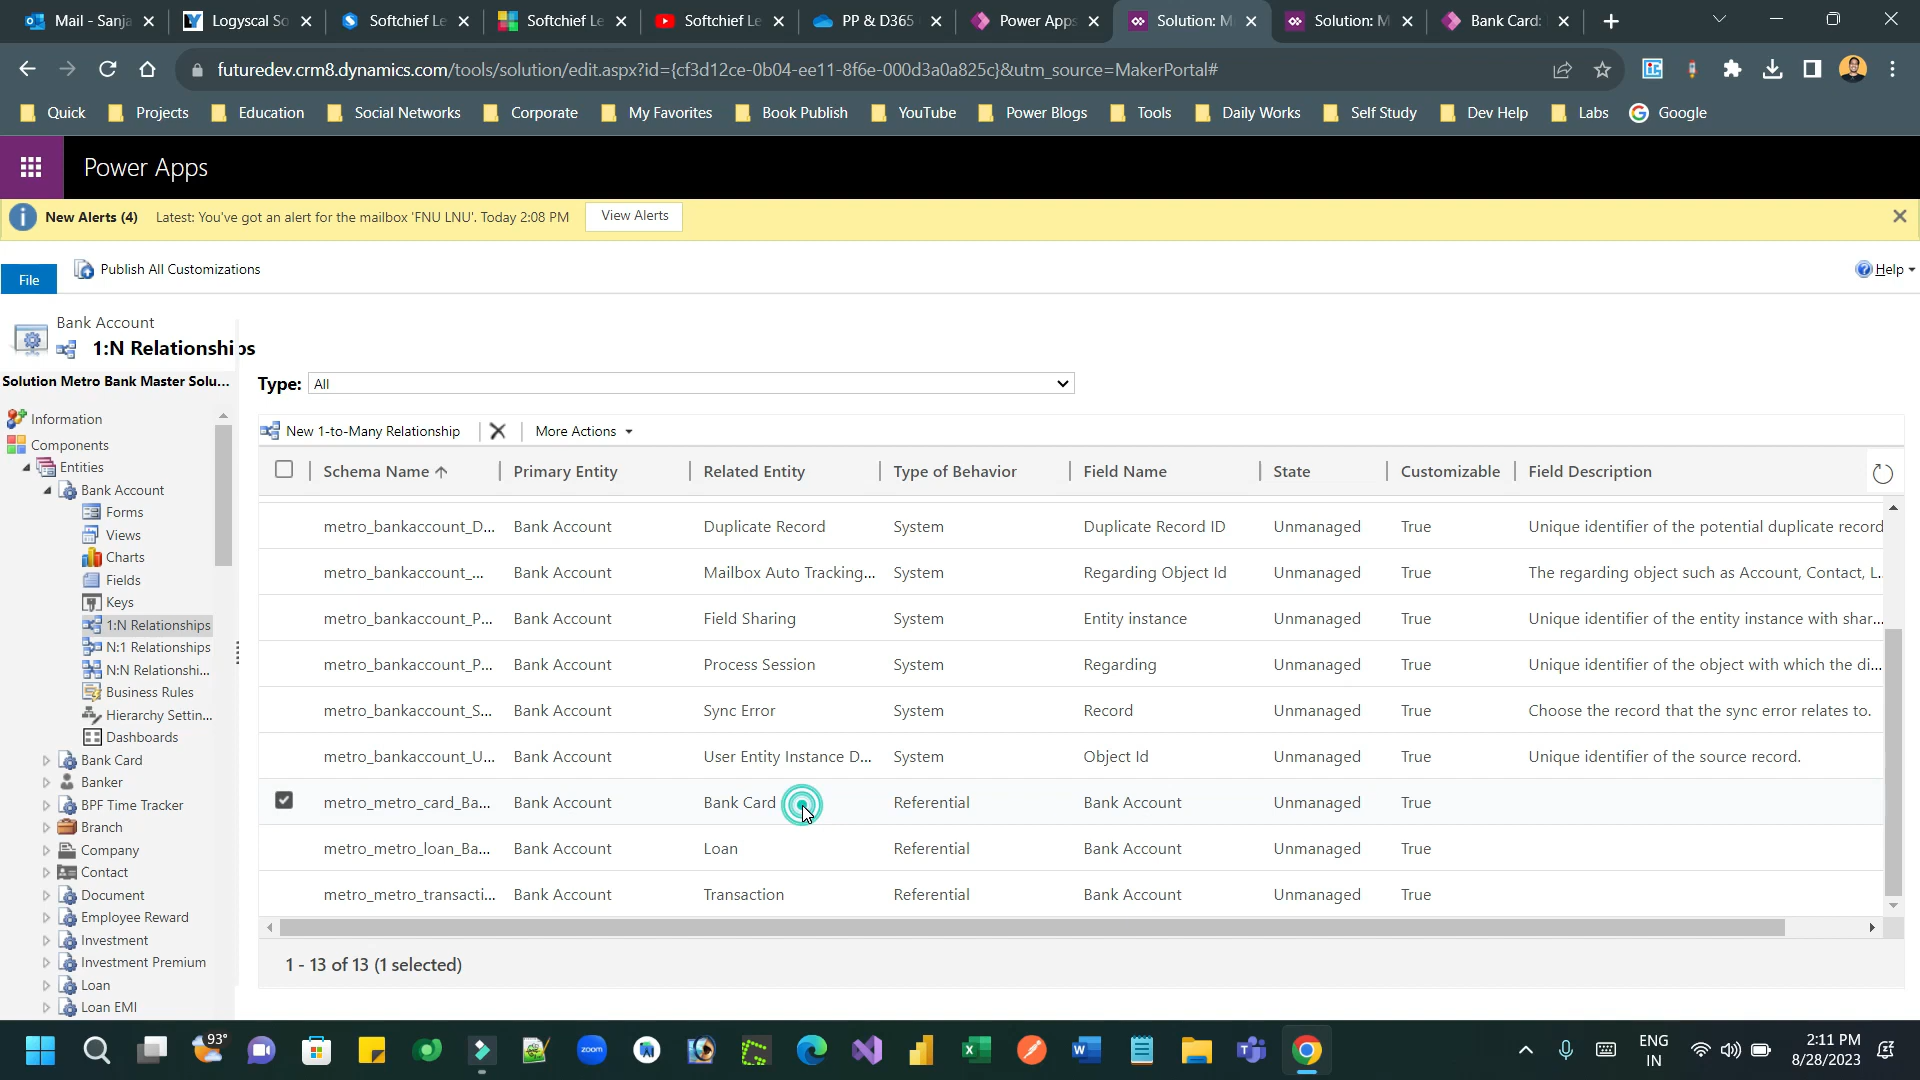 Mail - Sanja
Logyscal So
Softchief Le
Softchief Le
Softchief Le
PP & D365
Power Apps
Solution: M
Solution: M
Bank Card:
futuredev.crm8.dynamics.com/tools/solution/edit.aspx?id={cf3d12ce-0b04-ee11-8f6e-000d3a0a825c}&utm_source=MakerPortal#
Quick Projects Education Social Networks Corporate My Favorites Book Publish YouTube Power Blogs Tools Daily Works Self Study Dev Help Labs Google
Power Apps
New Alerts (4) Latest: You've got an alert for the mailbox 'FNU LNU'. Today 2:08 PM View Alerts
File Publish All Customizations Help
Bank Account
1:N Relationships
Solution Metro Bank Master Solu...
Information
Components
Entities
Bank Account
Forms
Views
Charts
Fields
Keys
1:N Relationships
N:1 Relationships
N:N Relationshi...
Business Rules
Hierarchy Settin...
Dashboards
Bank Card
Banker
BPF Time Tracker
Branch
Company
Contact
Document
Employee Reward
Investment
Investment Premium
Loan
Loan EMI
Type: All
New 1-to-Many Relationship More Actions
Schema Name Primary Entity Related Entity Type of Behavior Field Name State Customizable Field Description
metro_bankaccount_D... Bank Account Duplicate Record System Duplicate Record ID Unmanaged True Unique identifier of the potential duplicate record
metro_bankaccount_... Bank Account Mailbox Auto Tracking... System Regarding Object Id Unmanaged True The regarding object such as Account, Contact, L...
metro_bankaccount_P... Bank Account Field Sharing System Entity instance Unmanaged True Unique identifier of the entity instance with shar...
metro_bankaccount_P... Bank Account Process Session System Regarding Unmanaged True Unique identifier of the object with which the di...
metro_bankaccount_S... Bank Account Sync Error System Record Unmanaged True Choose the record that the sync error relates to.
metro_bankaccount_U... Bank Account User Entity Instance D... System Object Id Unmanaged True Unique identifier of the source record.
metro_metro_card_Ba... Bank Account Bank Card Referential Bank Account Unmanaged True
metro_metro_loan_Ba... Bank Account Loan Referential Bank Account Unmanaged True
metro_metro_transacti... Bank Account Transaction Referential Bank Account Unmanaged True
1 - 13 of 13 (1 selected)
93°
zoom
ENG
IN
2:11 PM
8/28/2023